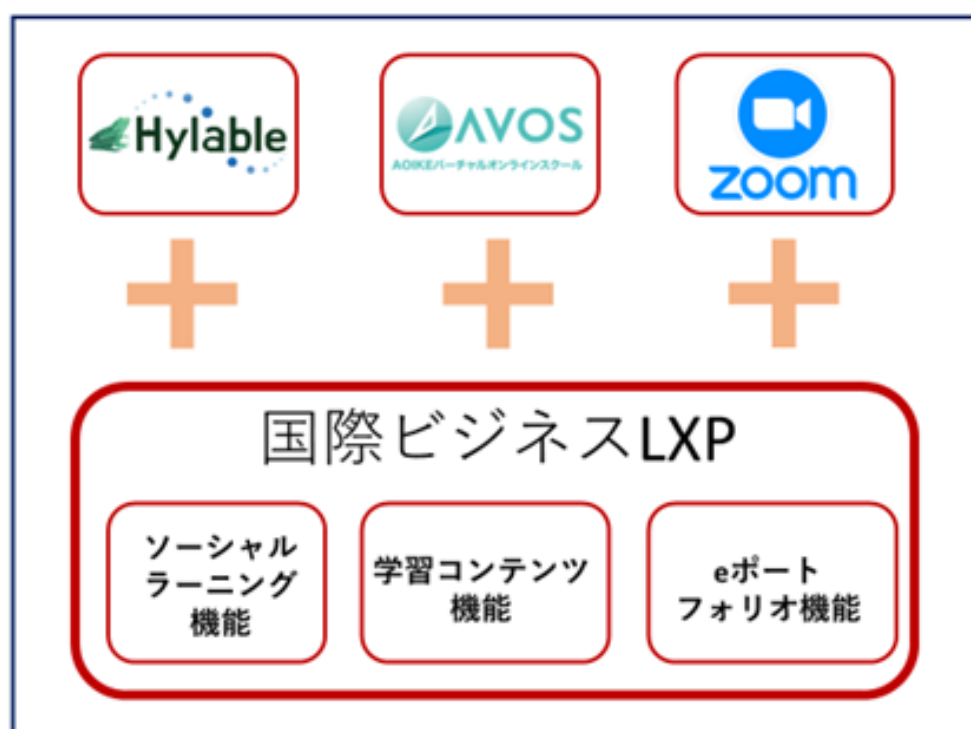 Hylable
AVOS
AOIKEバーチャルオンラインスクール
zoom
国際ビジネスLXP
ソーシャル
ラーニング
機能
学習コンテンツ
機能
eポート
フォリオ機能